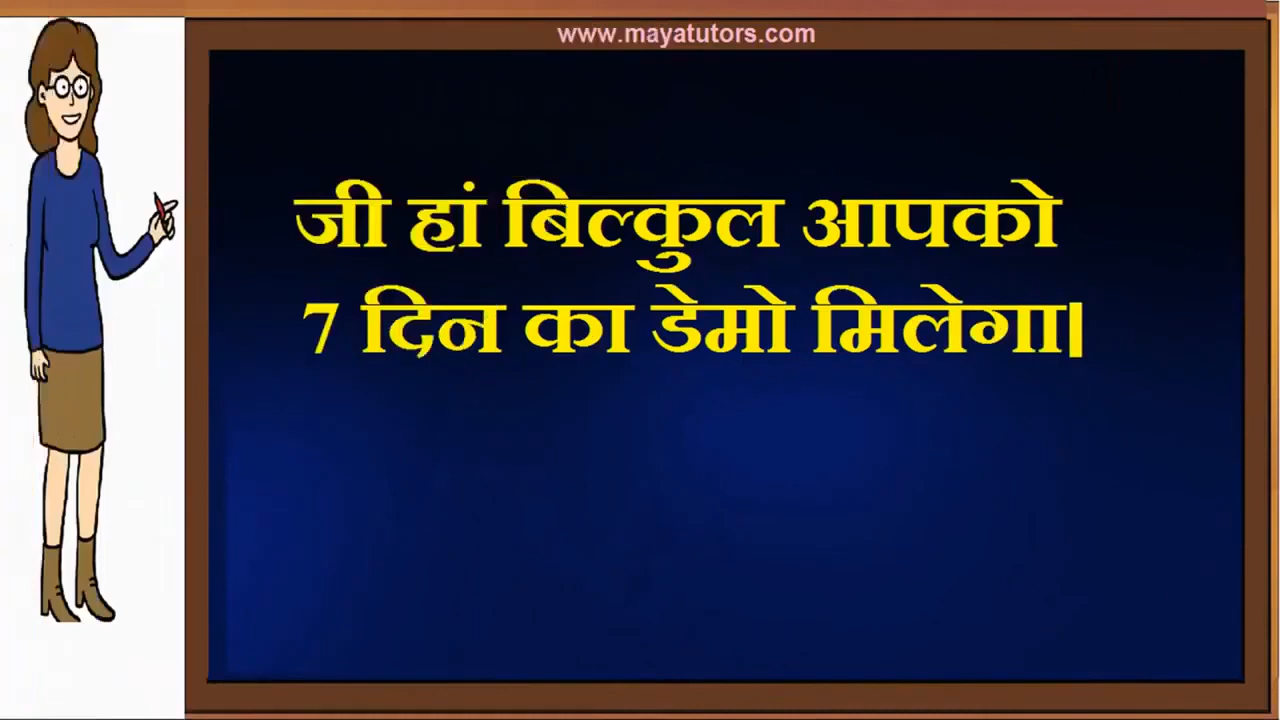 www.mayatutors.com
जी हां बिल्कुल आपको
7 दिन का डेमो मिलेगा।